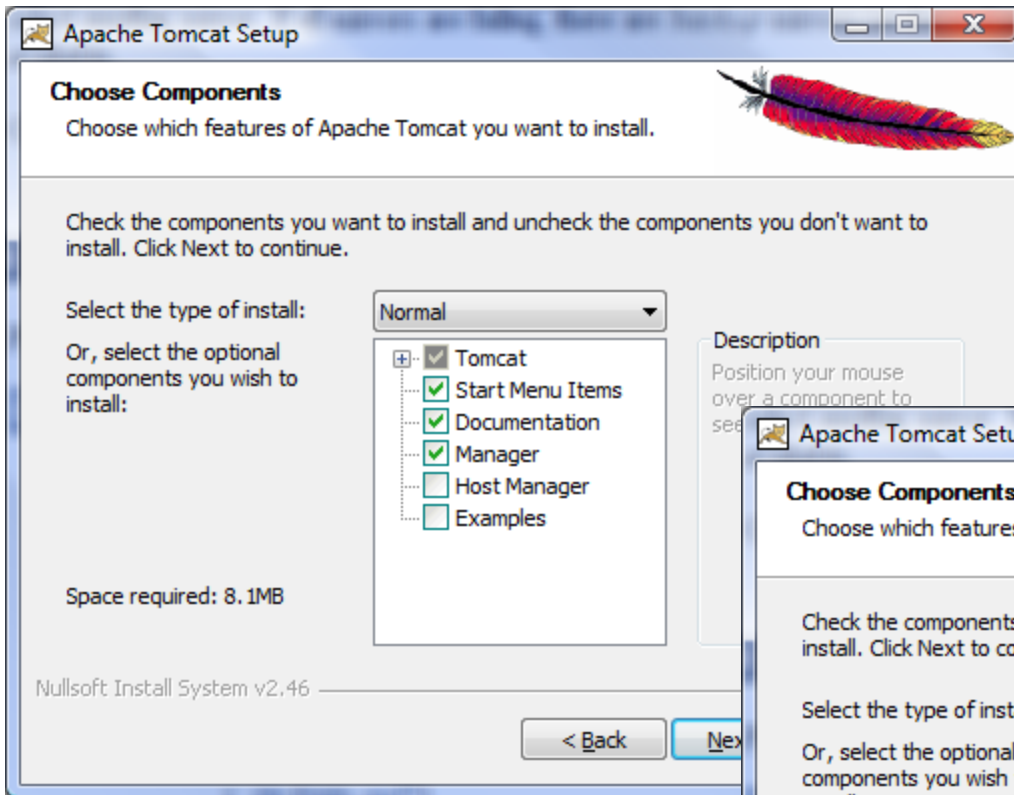 Apache Tomcat Setup
Choose Components
Choose which features of Apache Tomcat you want to install.
Check the components you want to install and uncheck the components you don't want to
install. Click Next to continue.
Select the type of install:
Normal
Or, select the optional
components you wish to
install:
Tomcat
Start Menu Items
Documentation
Manager
Host Manager
Examples
Description
Position your mouse
over a component to
see
Space required: 8.1MB
Nullsoft Install System v2.46
< Back
Nex
Apache Tomcat Setu
Choose Components
Choose which features
Check the components
install. Click Next to co
Select the type of inst
Or, select the optional
components you wish